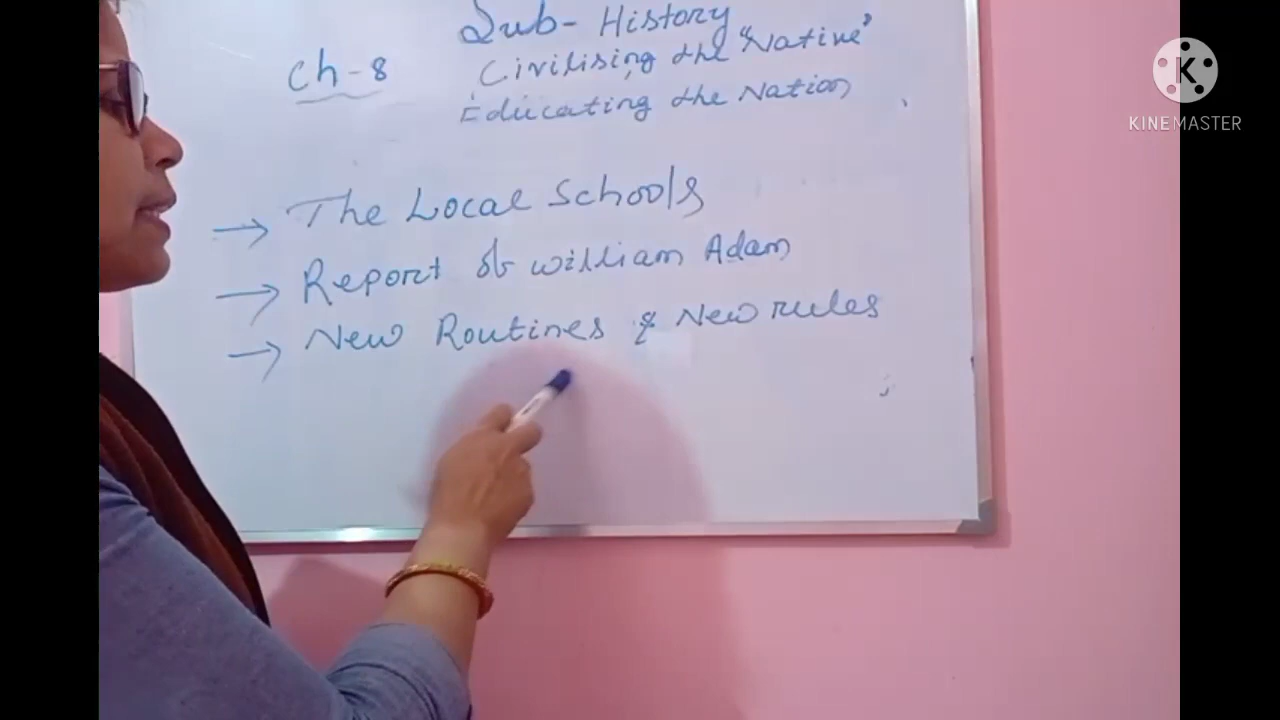 Sub- History
Ch-8
Civilising the "Native"
Educating the Nation
→ The Local Schools
→ Report of William Adam
→ New Routines & New rules
K
KINEMASTER